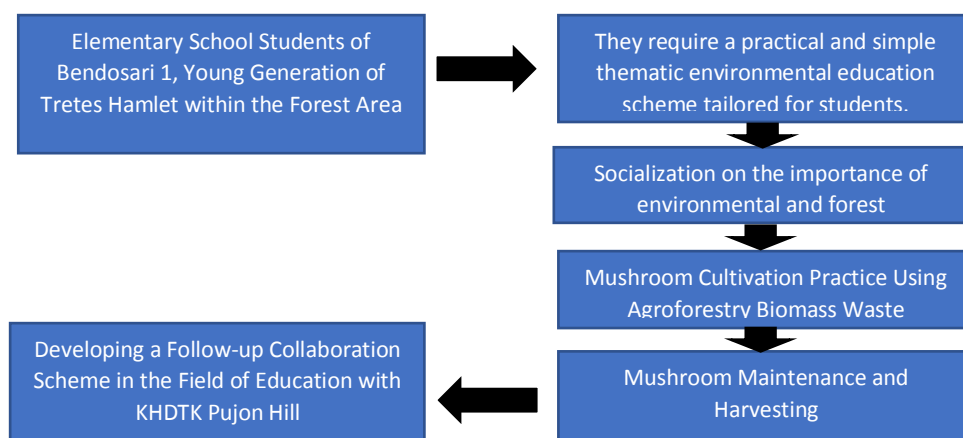 Elementary School Students of
Bendosari 1, Young Generation of
Tretes Hamlet within the Forest Area
They require a practical and simple
thematic environmental education
scheme tailored for students.
Socialization on the importance of
environmental and forest
Mushroom Cultivation Practice Using
Agroforestry Biomass Waste
Mushroom Maintenance and
Harvesting
Developing a Follow-up Collaboration
Scheme in the Field of Education with
KHDTK Pujon Hill